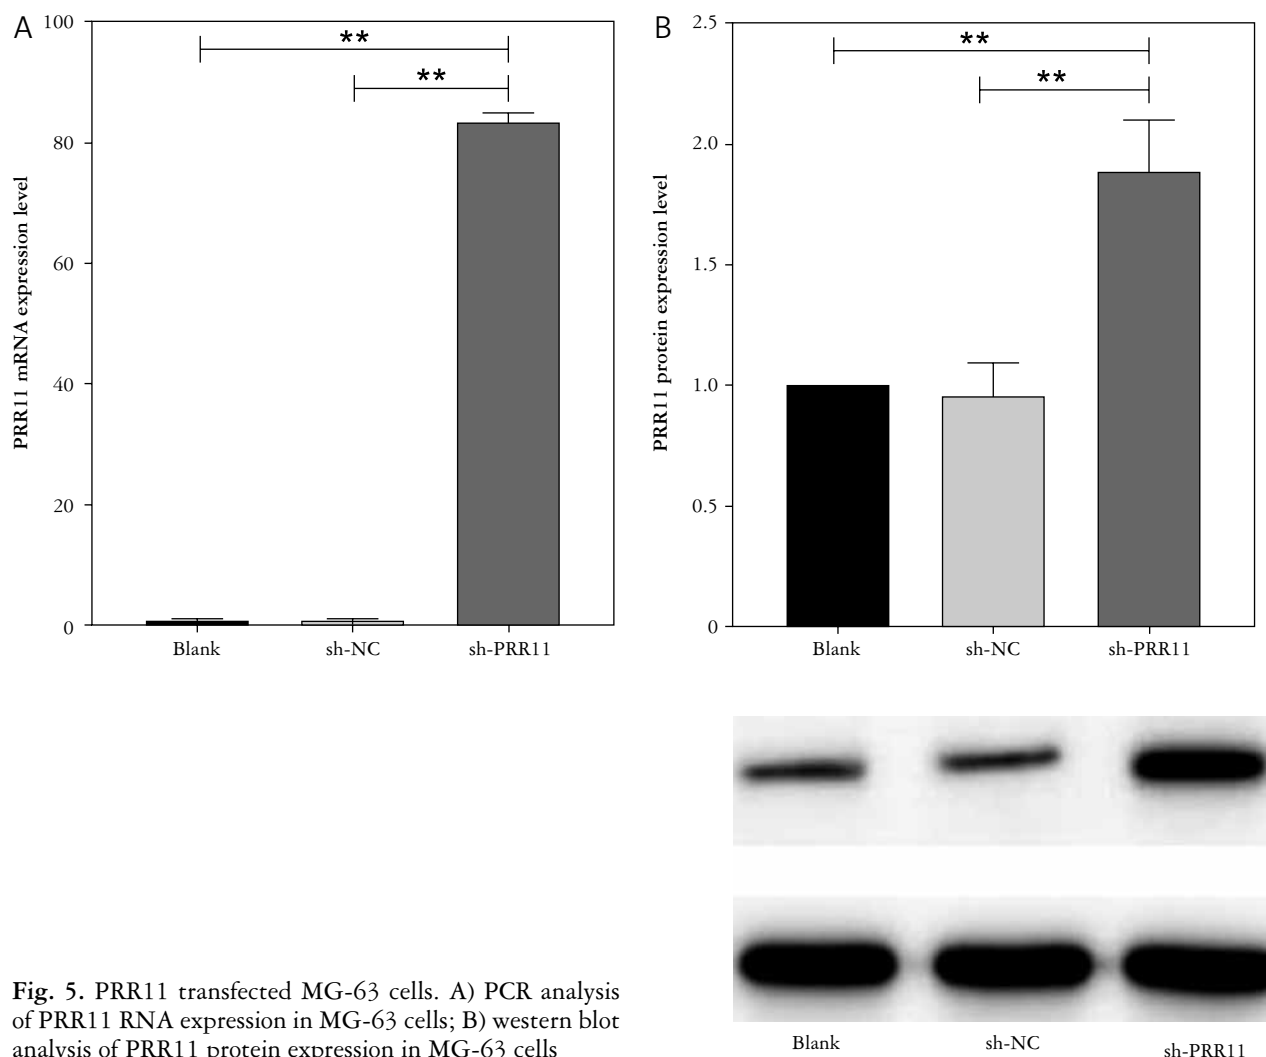 A
B
100
80
60
40
20
0
PRR11 mRNA expression level
**
**
Blank sh-NC sh-PRR11
2.5
2.0
1.5
1.0
0.5
0
PRR11 protein expression level
**
**
Blank sh-NC sh-PRR11
Blank sh-NC sh-PRR11
Fig. 5. PRR11 transfected MG-63 cells. A) PCR analysis
of PRR11 RNA expression in MG-63 cells; B) western blot
analysis of PRR11 protein expression in MG-63 cells